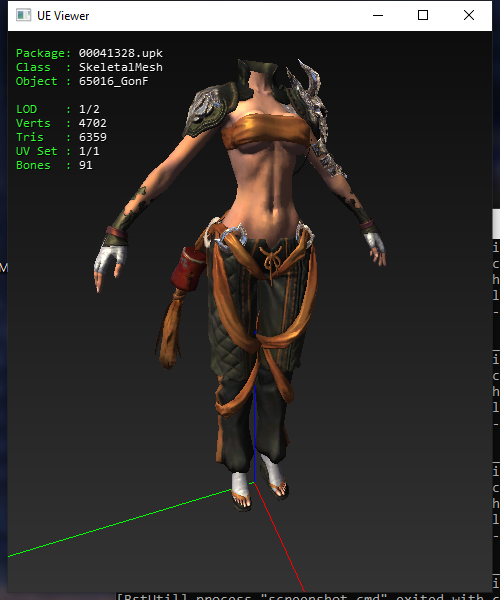 UE Viewer
Package: 00041328.upk
Class  : SkeletalMesh
Object : 65016_GonF
LOD    : 1/2
Verts  : 4702
Tris   : 6359
UV Set : 1/1
Bones  : 91
M
i
c
h
l
-
i
c
h
l
-
i
c
h
l
i
[BstUtil] process "screenshot.cmd" exited with c